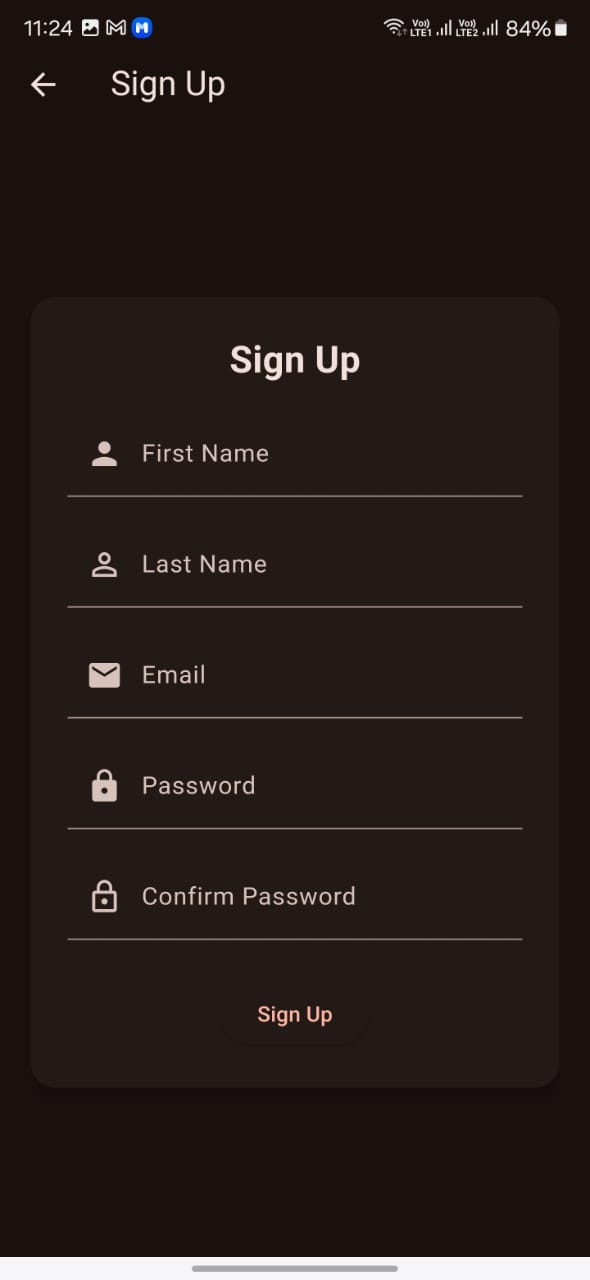 11:24 Vo) LTE1 Vo) LTE2 84%
Sign Up
Sign Up
First Name
Last Name
Email
Password
Confirm Password
Sign Up